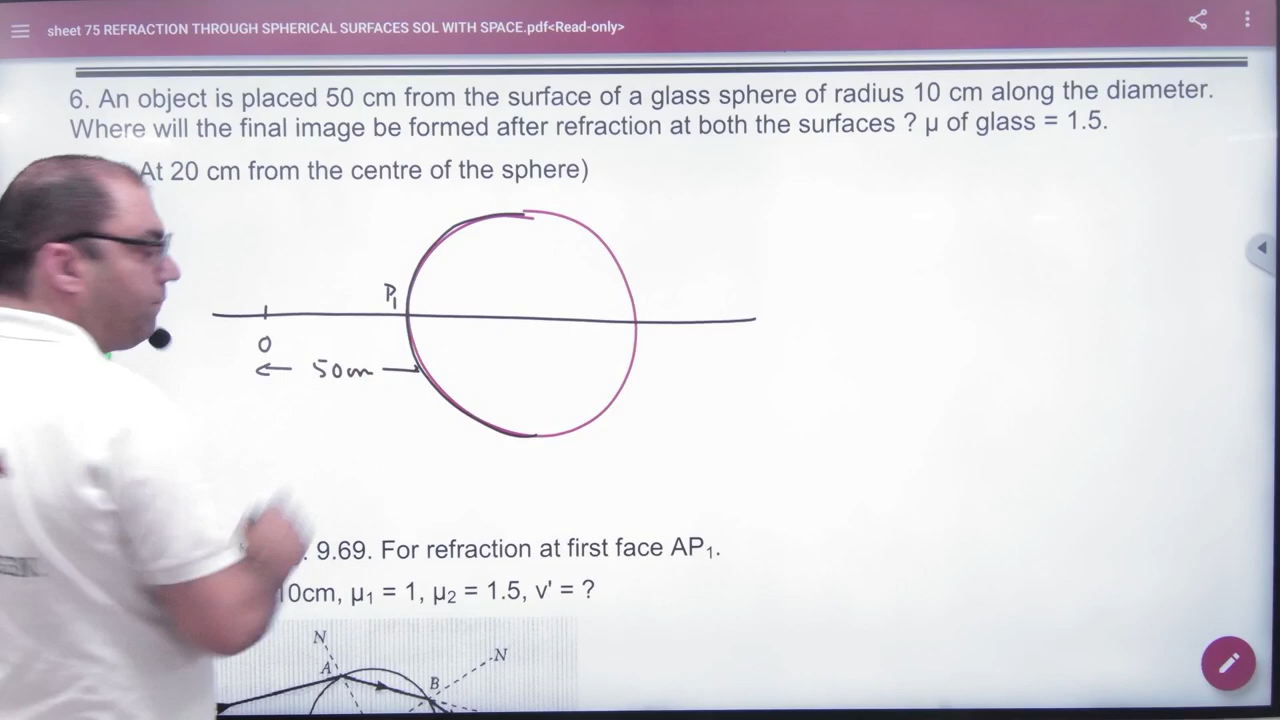 sheet 75 REFRACTION THROUGH SPHERICAL SURFACES SOL WITH SPACE.pdf<Read-only>
6. An object is placed 50 cm from the surface of a glass sphere of radius 10 cm along the diameter.
Where will the final image be formed after refraction at both the surfaces ? μ of glass = 1.5.
At 20 cm from the centre of the sphere)
P1
O
50cm
9.69. For refraction at first face AP₁.
10cm, μ₁ = 1, μ₂ = 1.5, v' = ?
N
N
A
B